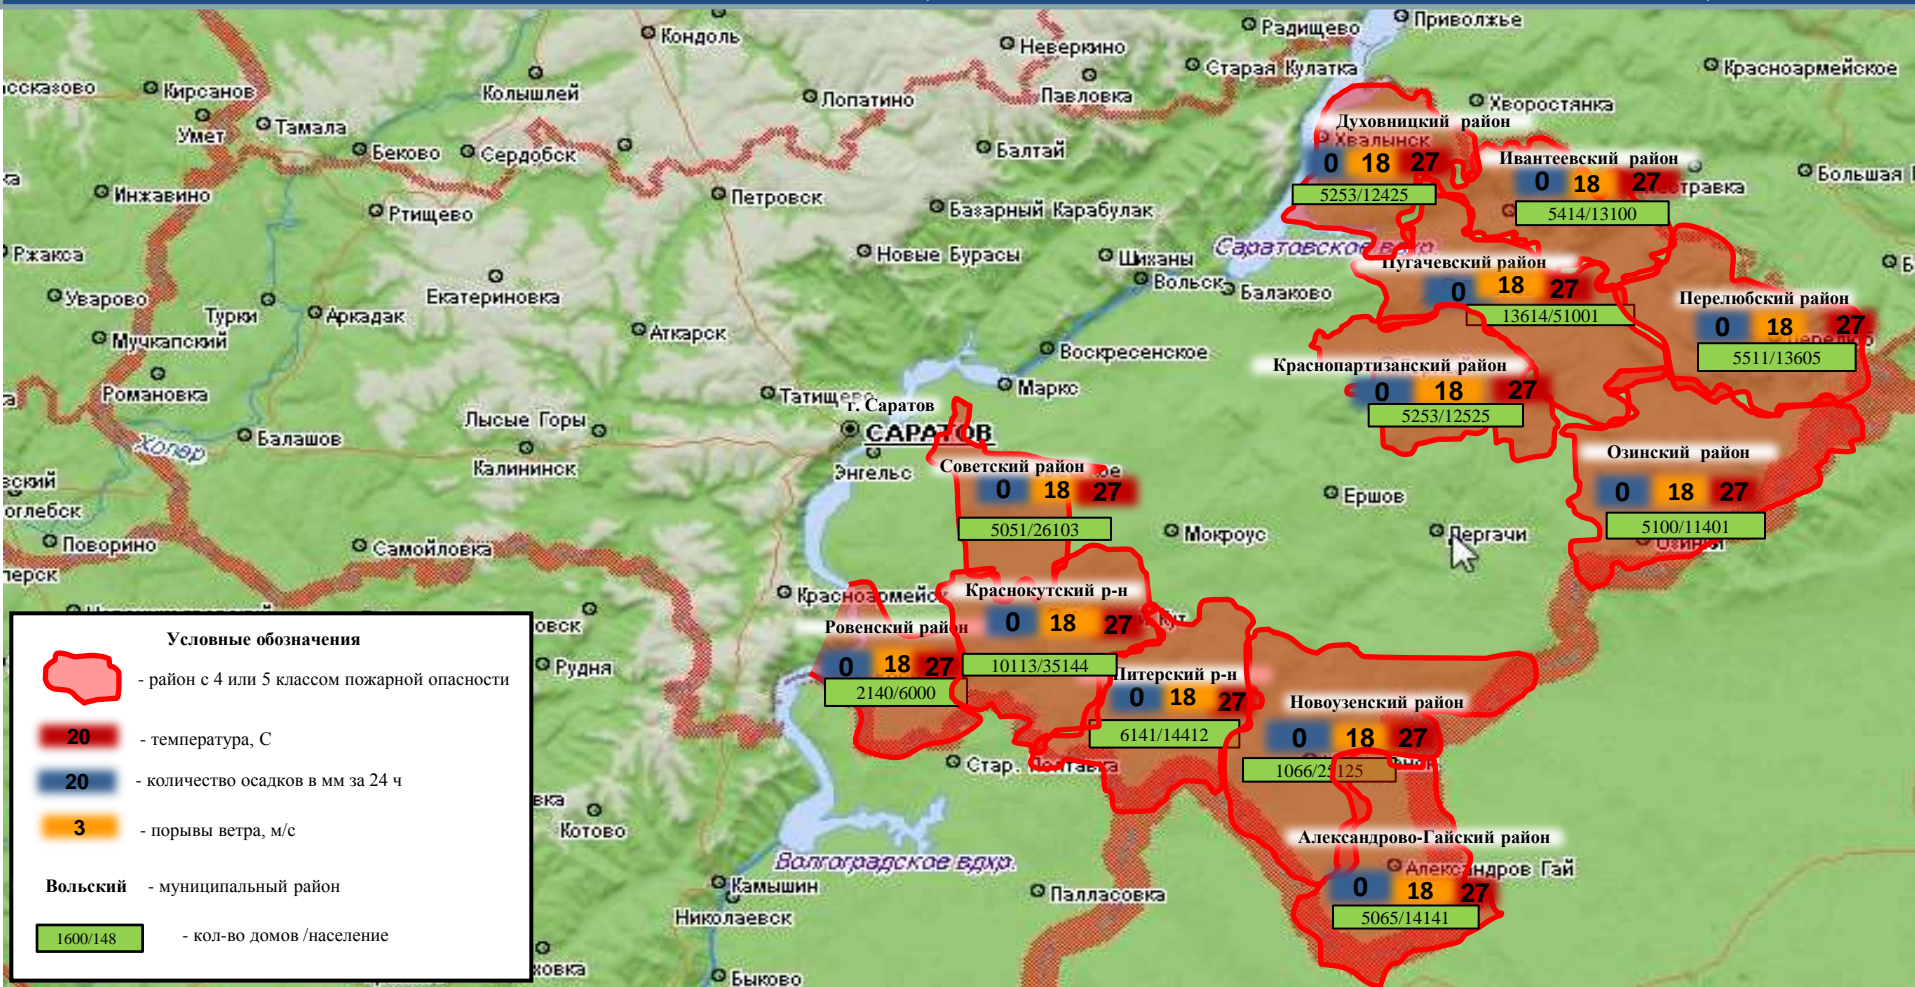 Кондоль
Неверкино
Радищево
Приволжье
Старая Кулатка
Красноармейское
Кирсанов
Колышлей
Лопатино
Павловка
Хворостянка
Умет
Тамала
Духовницкий район
Хвалынск
0 18 27
5253/12425
Беково
Сердобск
Балтай
Ивантеевский район
0 18 27
5414/13100
Большая
Инжавино
Ртищево
Петровск
Базарный Карабулак
Саратовское вдхр.
Ржакса
Новые Бурасы
Шиханы
Вольск
Балаково
Пугачевский район
0 18 27
13614/51001
Уварово
Турки
Аркадак
Екатериновка
Аткарск
Перелюбский район
0 18 27
5511/13605
Мучкапский
Воскресенское
Краснопартизанский район
0 18 27
5253/12525
Романовка
Татищево
Маркс
г. Саратов
САРАТОВ
Лысые Горы
Хопер
Балашов
Калининск
Энгельс
Советский район
0 18 27
5051/26103
Озинский район
0 18 27
5100/11401
Озинки
Ершов
Мокроус
Дергачи
Поворино
Самойловка
Красноармейск
Краснокутский р-н
0 18 27
10113/35144
Ровенский район
0 18 27
2140/6000
Рудня
Питерский р-н
0 18 27
6141/14412
Новоузенский район
0 18 27
1066/25125
Стар. Полтавка
Котово
Волгоградское вдхр.
Александрово-Гайский район
Александров Гай
0 18 27
5065/14141
Камышин
Николаевск
Палласовка
Быково
Условные обозначения
- район с 4 или 5 классом пожарной опасности
20 - температура, С
20 - количество осадков в мм за 24 ч
3 - порывы ветра, м/с
Вольский - муниципальный район
1600/148 - кол-во домов /население